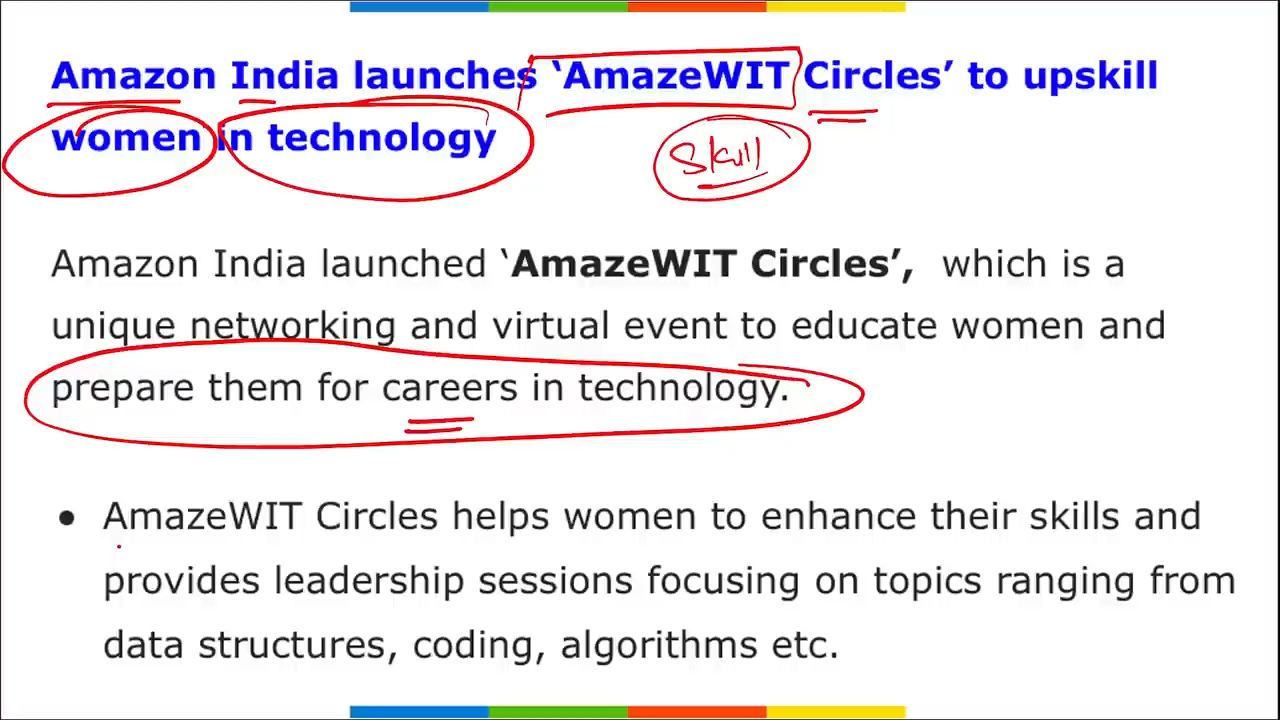 Amazon India launches ‘AmazeWIT Circles’ to upskill
women in technology
Skill
Amazon India launched ‘AmazeWIT Circles’, which is a
unique networking and virtual event to educate women and
prepare them for careers in technology.
• AmazeWIT Circles helps women to enhance their skills and
provides leadership sessions focusing on topics ranging from
data structures, coding, algorithms etc.